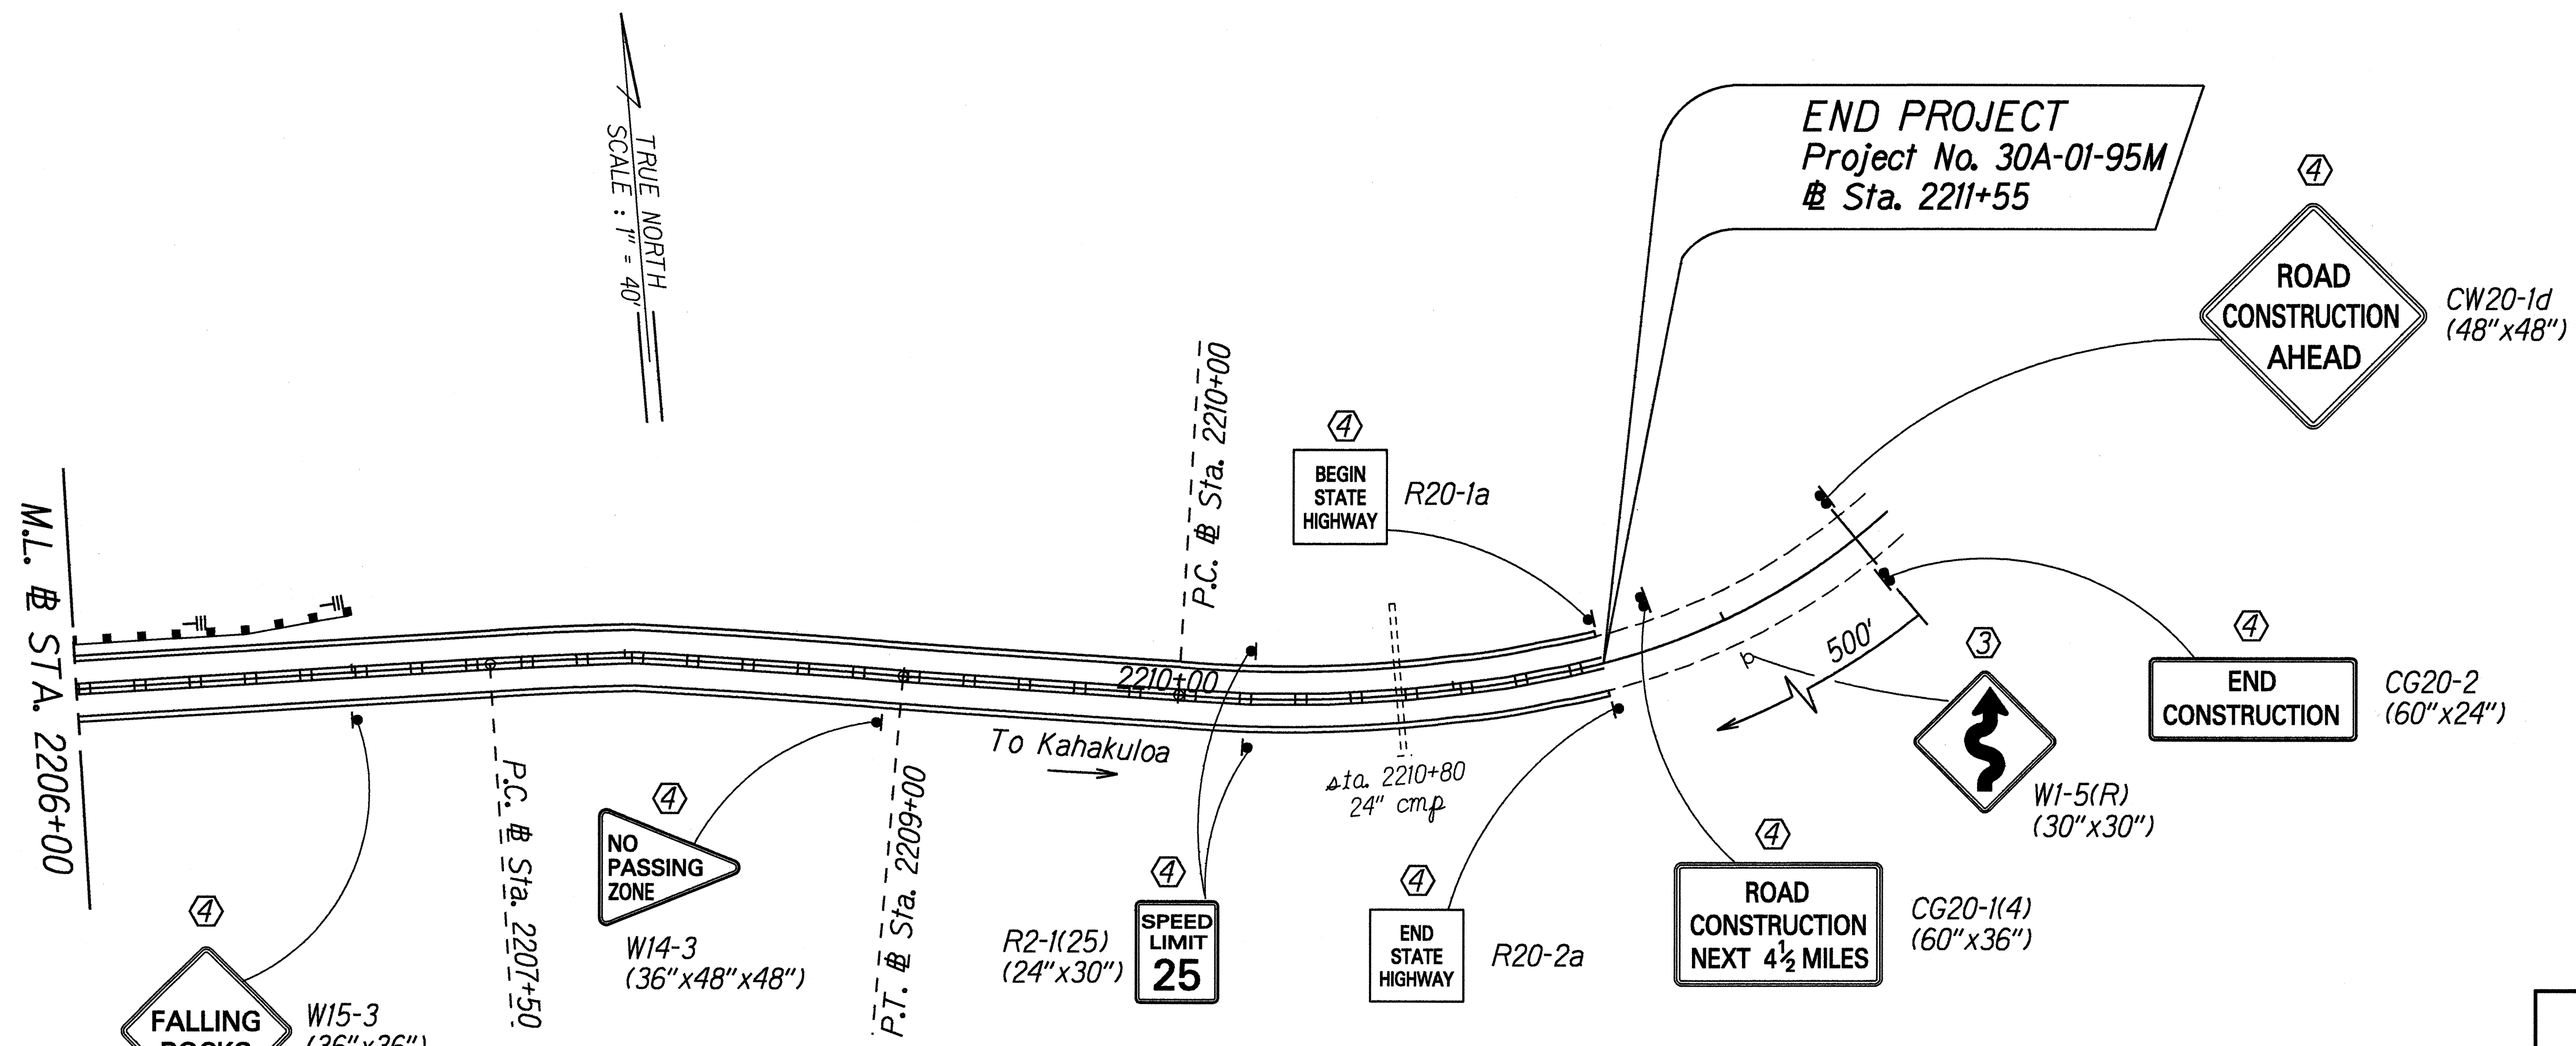 TRUE NORTH
SCALE : 1" = 40'
END PROJECT
Project No. 30A-01-95M
℄ Sta. 2211+55
4
ROAD
CONSTRUCTION
AHEAD
CW20-1d
(48"x48")
4
BEGIN
STATE
HIGHWAY
R20-1a
P.C. ℄ Sta. 2210+00
M.L. ℄ STA. 2206+00
2210+00
To Kahakuloa
sta. 2210+80
24" cmp
500'
3
W1-5(R)
(30"x30")
4
END
CONSTRUCTION
CG20-2
(60"x24")
4
FALLING
W15-3
(36"x36")
P.C. ℄ Sta. 2207+50
4
NO
PASSING
ZONE
W14-3
(36"x48"x48")
P.T. ℄ Sta. 2209+00
4
SPEED
LIMIT
25
R2-1(25)
(24"x30")
4
END
STATE
HIGHWAY
R20-2a
4
ROAD
CONSTRUCTION
NEXT 4½ MILES
CG20-1(4)
(60"x36")